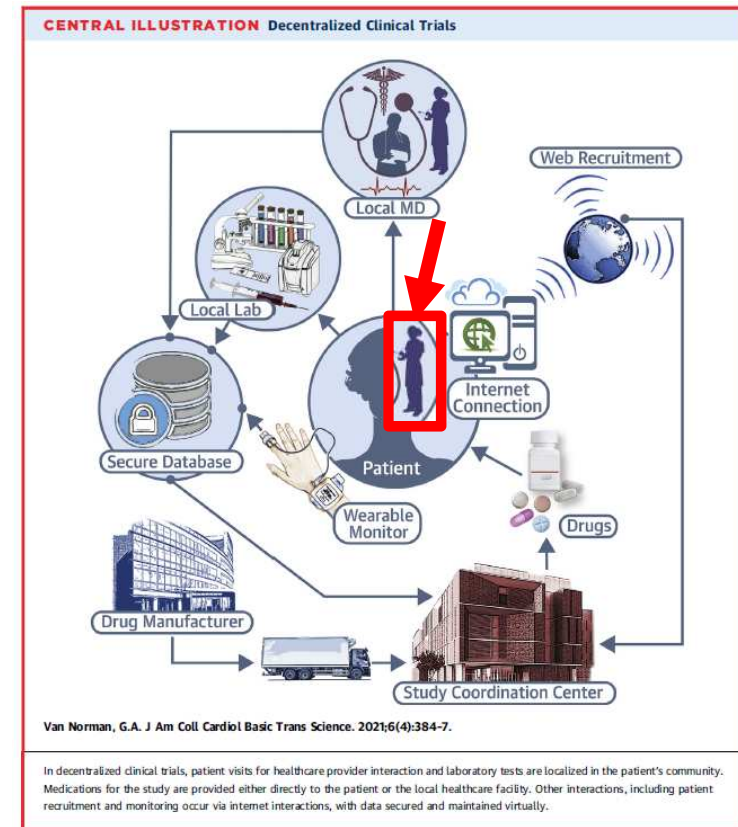 CENTRAL ILLUSTRATION Decentralized Clinical Trials
Web Recruitment
Local MD
Local Lab
Internet
Connection
Secure Database
Patient
Wearable
Monitor
Drugs
Drug Manufacturer
Study Coordination Center
Van Norman, G.A. J Am Coll Cardiol Basic Trans Science. 2021;6(4):384-7.
In decentralized clinical trials, patient visits for healthcare provider interaction and laboratory tests are localized in the patient's community.
Medications for the study are provided either directly to the patient or the local healthcare facility. Other interactions, including patient
recruitment and monitoring occur via internet interactions, with data secured and maintained virtually.